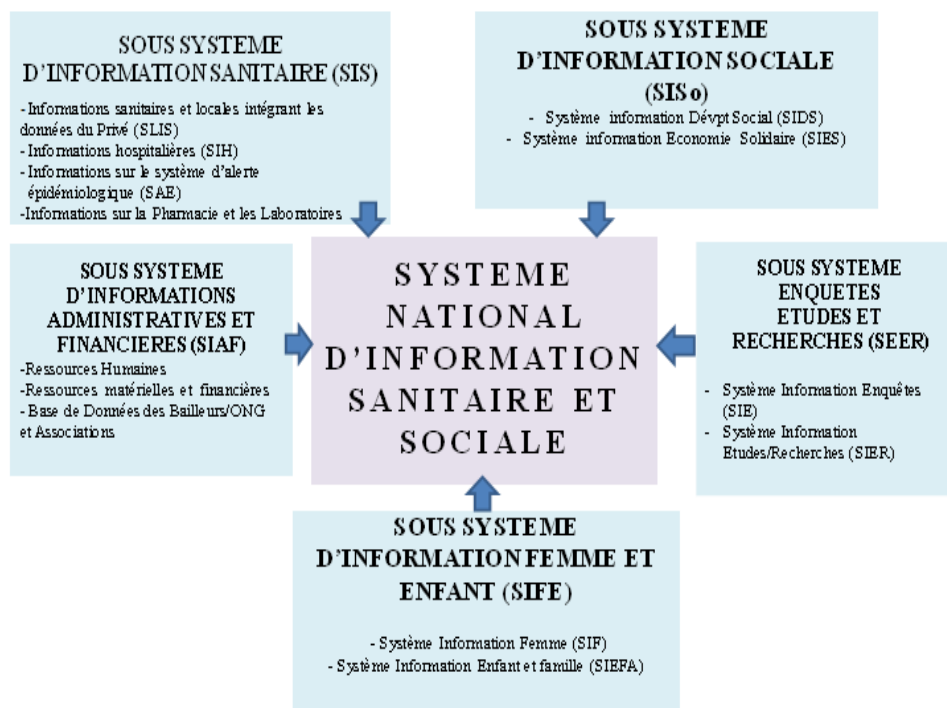 SOUS SYSTEME
D’INFORMATION SANITAIRE (SIS)
- Informations sanitaires et locales intégrant les
données du Privé (SLIS)
- Informations hospitalières (SIH)
- Informations sur le système d’alerte
épidémiologique (SAE)
-Informations sur la Pharmacie et les Laboratoires
SOUS SYSTEME
D’INFORMATION SOCIALE
(SISo)
- Système information Dévpt Social (SIDS)
- Système information Economie Solidaire (SIES)
SOUS SYSTEME
D’INFORMATIONS
ADMINISTRATIVES ET
FINANCIERES (SIAF)
-Ressources Humaines
-Ressources matérielles et financières
- Base de Données des Bailleurs/ONG
et Associations
SYSTEME
NATIONAL
D’INFORMATION
SANITAIRE ET
SOCIALE
SOUS SYSTEME
ENQUETES
ETUDES ET
RECHERCHES (SEER)
- Système Information Enquêtes
(SIE)
- Système Information
Etudes/Recherches (SIER)
SOUS SYSTEME
D’INFORMATION FEMME ET
ENFANT (SIFE)
- Système Information Femme (SIF)
- Système Information Enfant et famille (SIEFA)